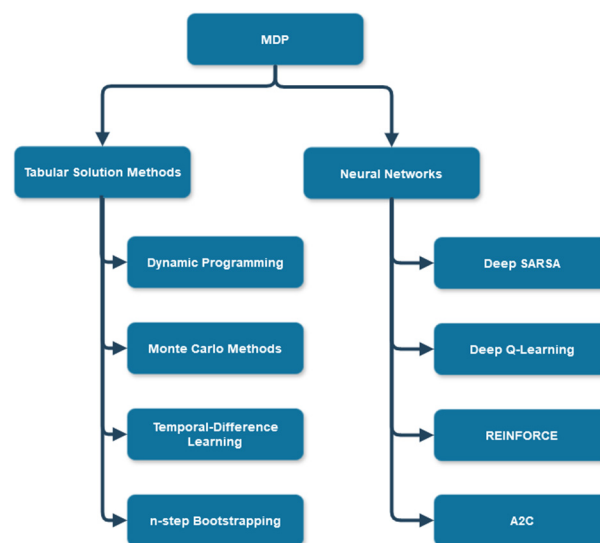 MDP
Tabular Solution Methods
Neural Networks
Dynamic Programming
Deep SARSA
Monte Carlo Methods
Deep Q-Learning
Temporal-Difference
Learning
REINFORCE
n-step Bootstrapping
A2C